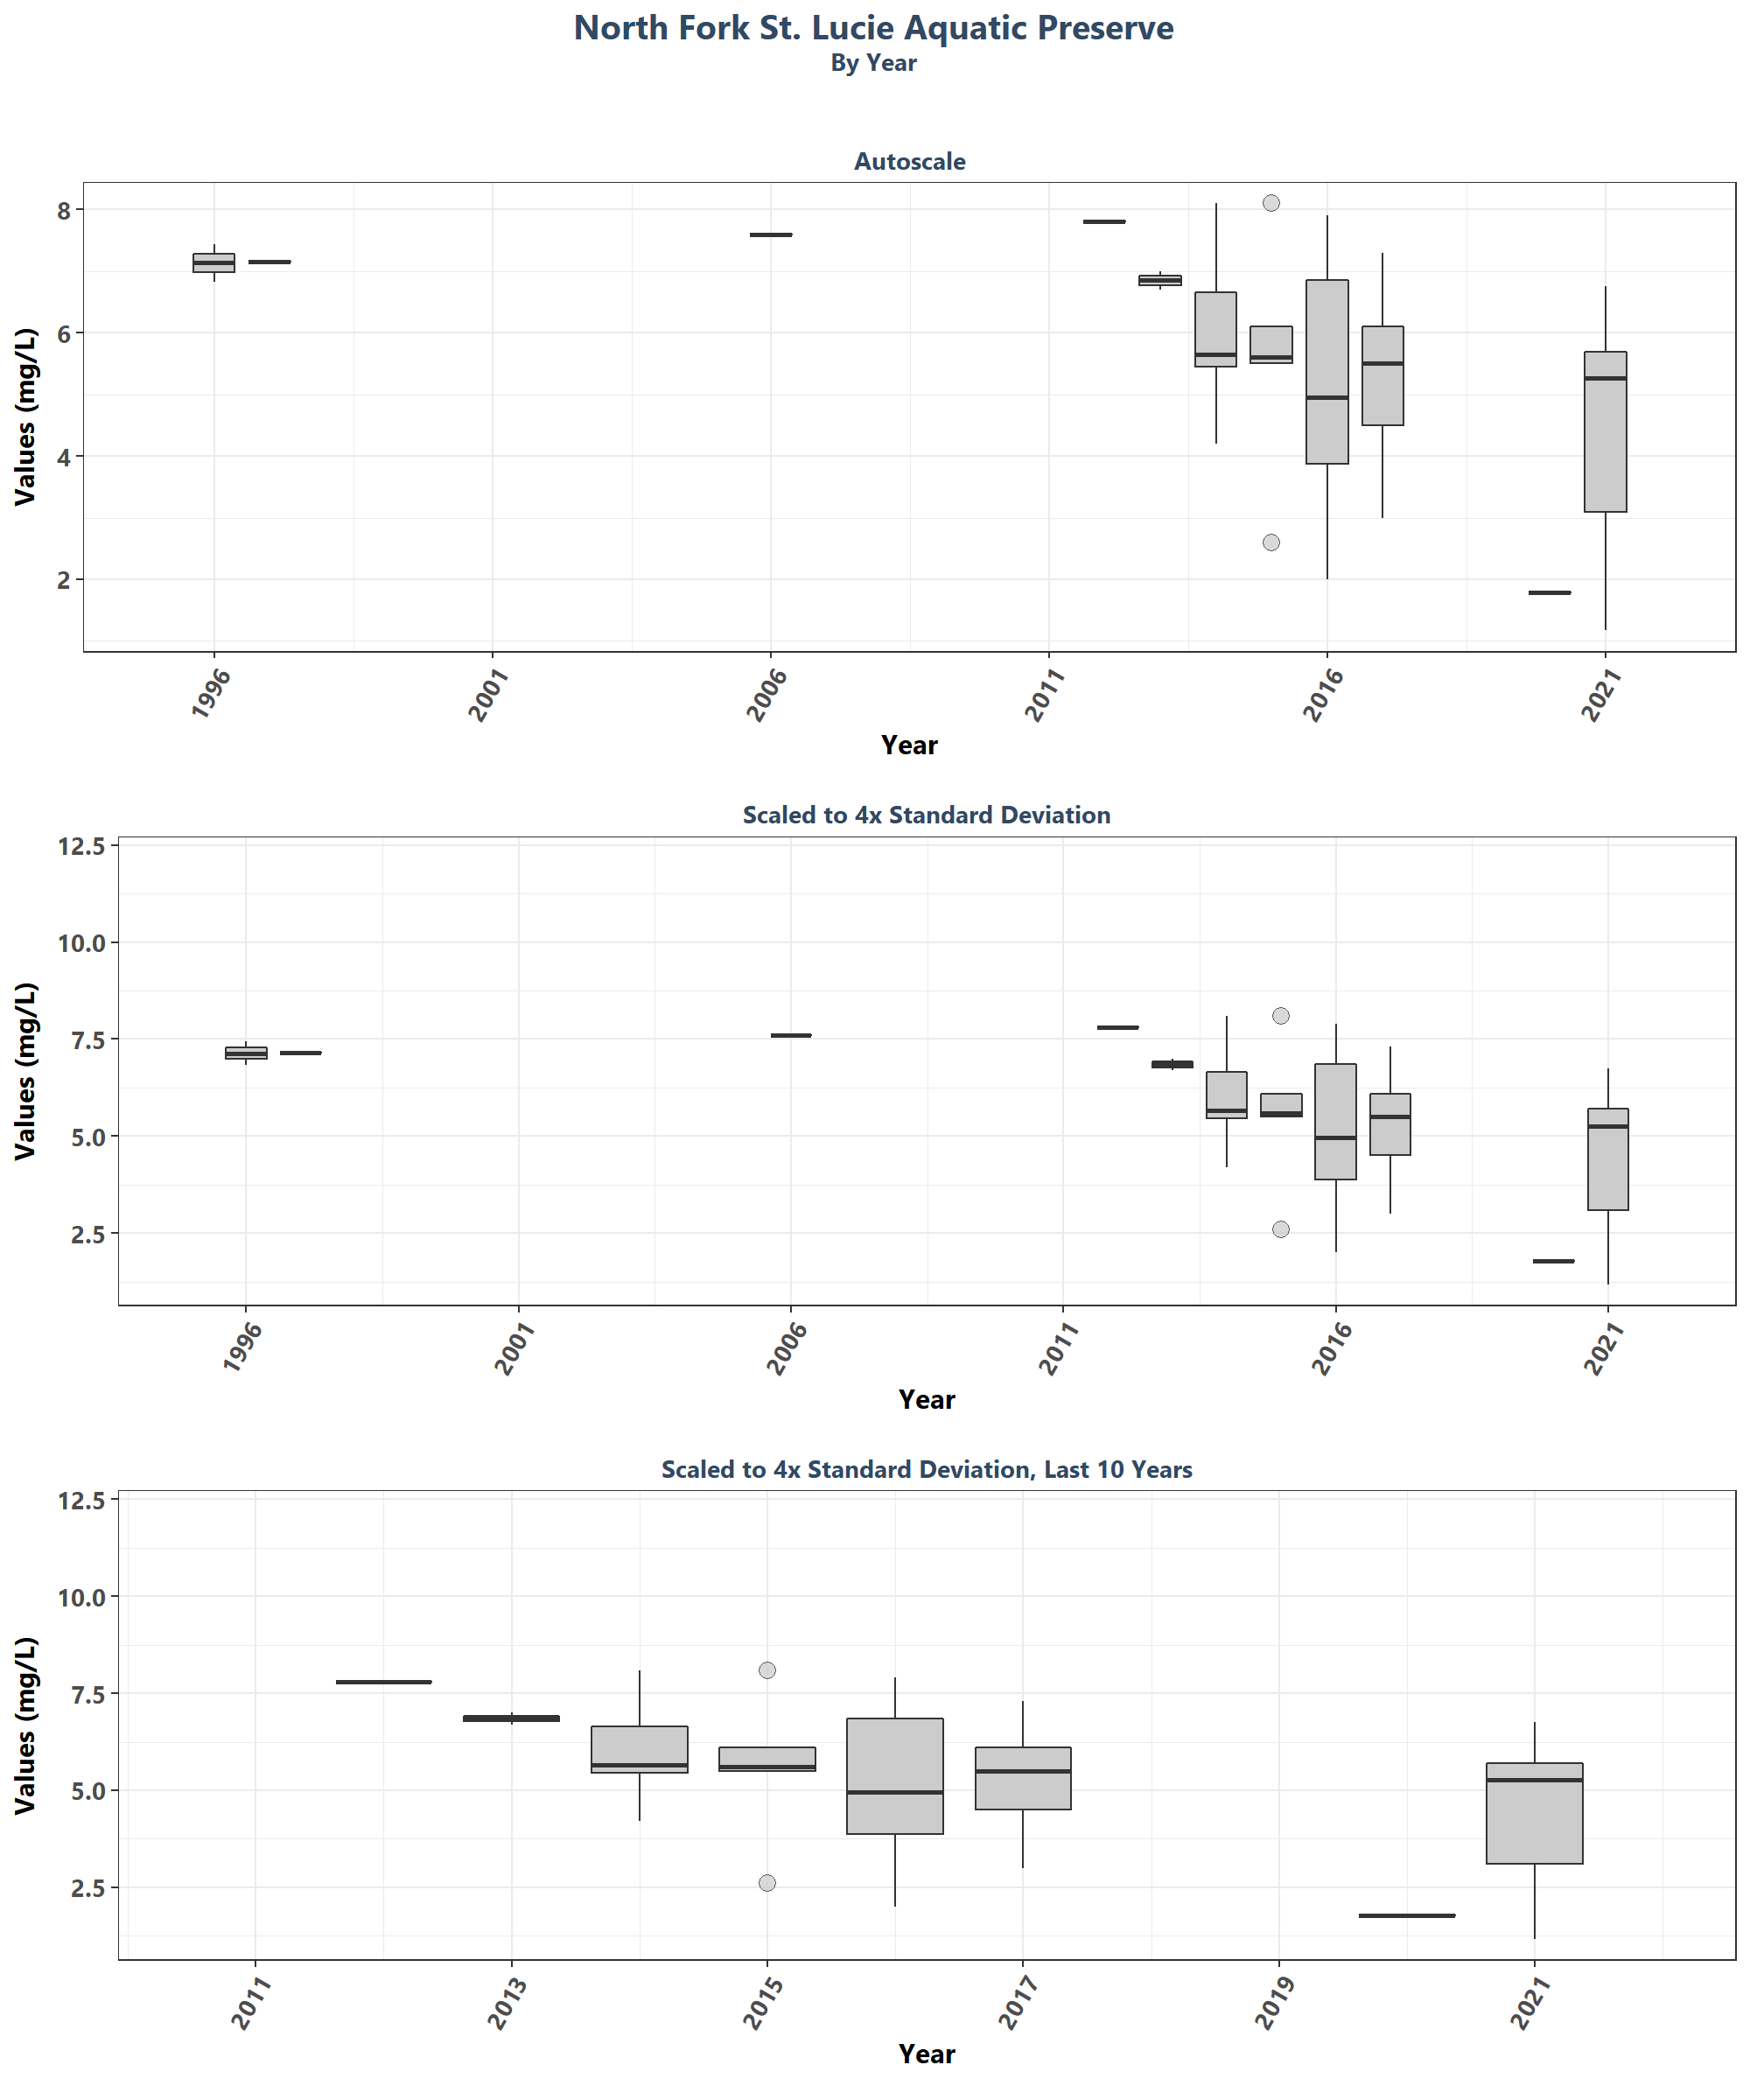 North Fork St. Lucie Aquatic Preserve
By Year
Autoscale
Values (mg/L)
8
6
4
2
1996 2001 2006 2011 2016 2021
Year
Scaled to 4x Standard Deviation
Values (mg/L)
12.5
10.0
7.5
5.0
2.5
1996 2001 2006 2011 2016 2021
Year
Scaled to 4x Standard Deviation, Last 10 Years
Values (mg/L)
12.5
10.0
7.5
5.0
2.5
2011 2013 2015 2017 2019 2021
Year